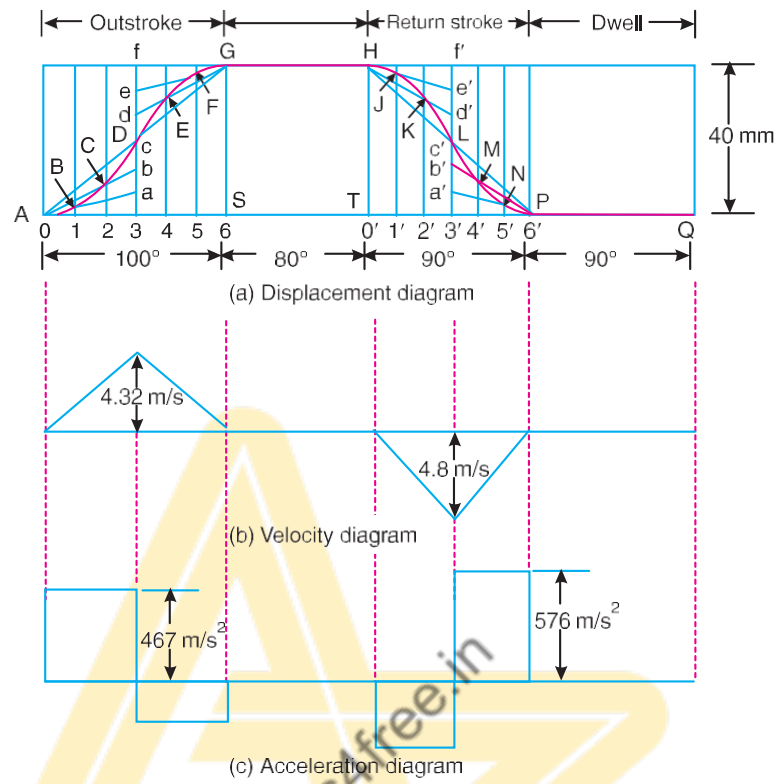 Outstroke Return stroke Dwell
f G H f′
e F J e′
d E K d′
D c L
C b c′ M
B a b′ N
a′
A S T P
0 1 2 3 4 5 6 0′ 1′ 2′ 3′ 4′ 5′ 6′ Q
40 mm
100° 80° 90° 90°
(a) Displacement diagram
4.32 m/s
4.8 m/s
(b) Velocity diagram
467 m/s²
576 m/s²
(c) Acceleration diagram
s4free.in